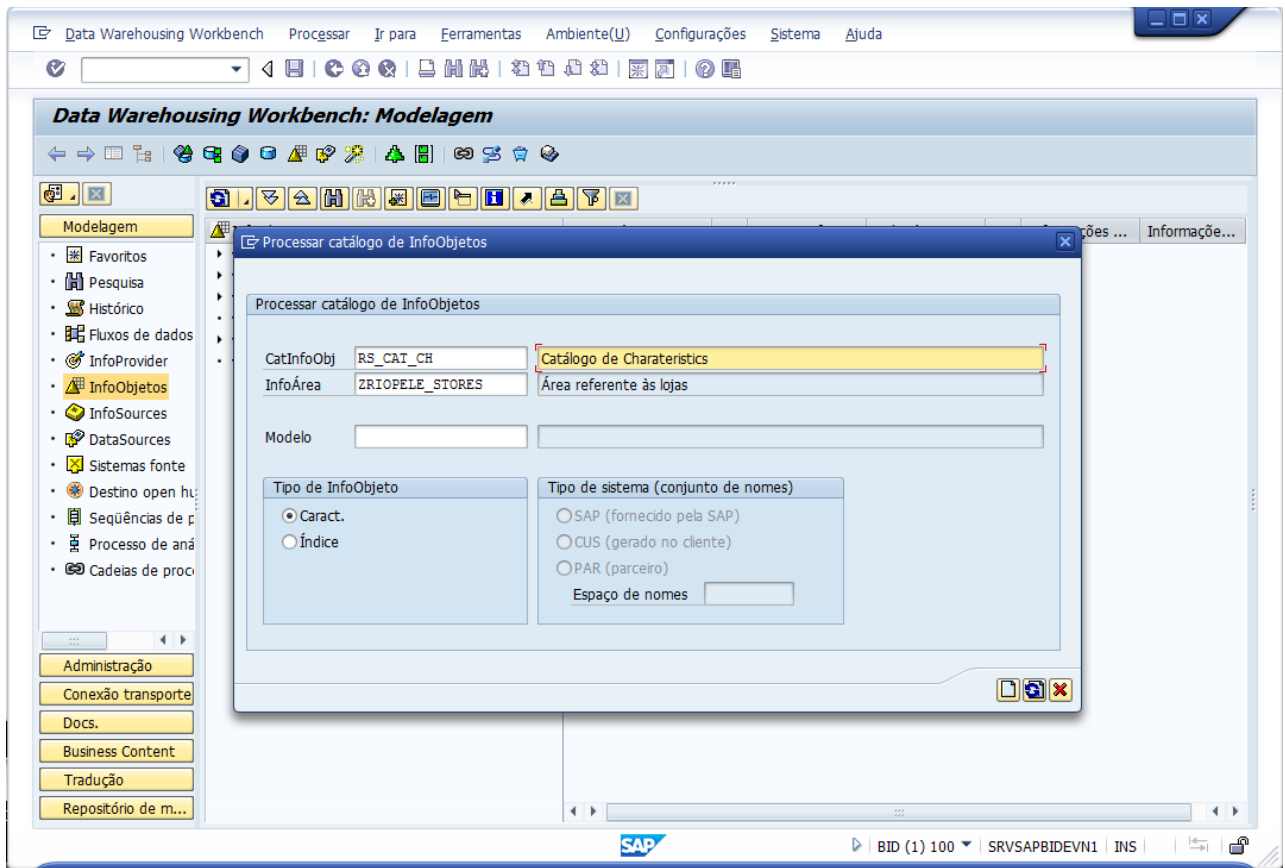 Data Warehousing Workbench Processar Ir para Ferramentas Ambiente(U) Configurações Sistema Ajuda
Data Warehousing Workbench: Modelagem
Modelagem
ções ... Informaçõe...
Processar catálogo de InfoObjetos
Favoritos
Pesquisa
Histórico
Fluxos de dados
InfoProvider
InfoObjetos
InfoSources
DataSources
Sistemas fonte
Destino open hu
Seqüências de p
Processo de aná
Cadeias de proc
Processar catálogo de InfoObjetos
CatInfoObj RS_CAT_CH Catálogo de Charateristics
InfoÁrea ZRIOPELE_STORES Área referente às lojas
Modelo
Tipo de InfoObjeto Tipo de sistema (conjunto de nomes)
Caract. SAP (fornecido pela SAP)
Índice CUS (gerado no cliente)
PAR (parceiro)
Espaço de nomes
Administração
Conexão transporte
Docs.
Business Content
Tradução
Repositório de m...
SAP BID (1) 100 SRVSAPBIDEVN1 INS